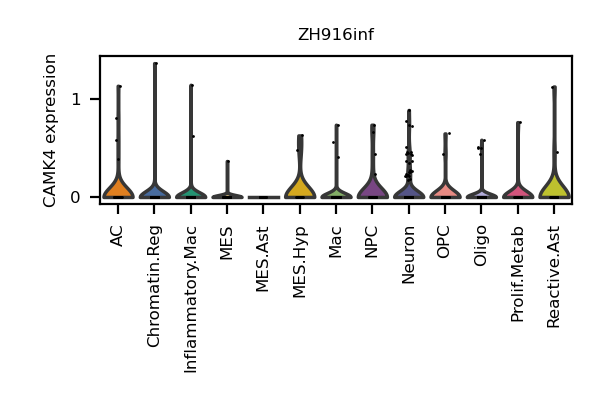 ZH916inf
CAMK4 expression
1
0
AC
Chromatin.Reg
Inflammatory.Mac
MES
MES.Ast
MES.Hyp
Mac
NPC
Neuron
OPC
Oligo
Prolif.Metab
Reactive.Ast